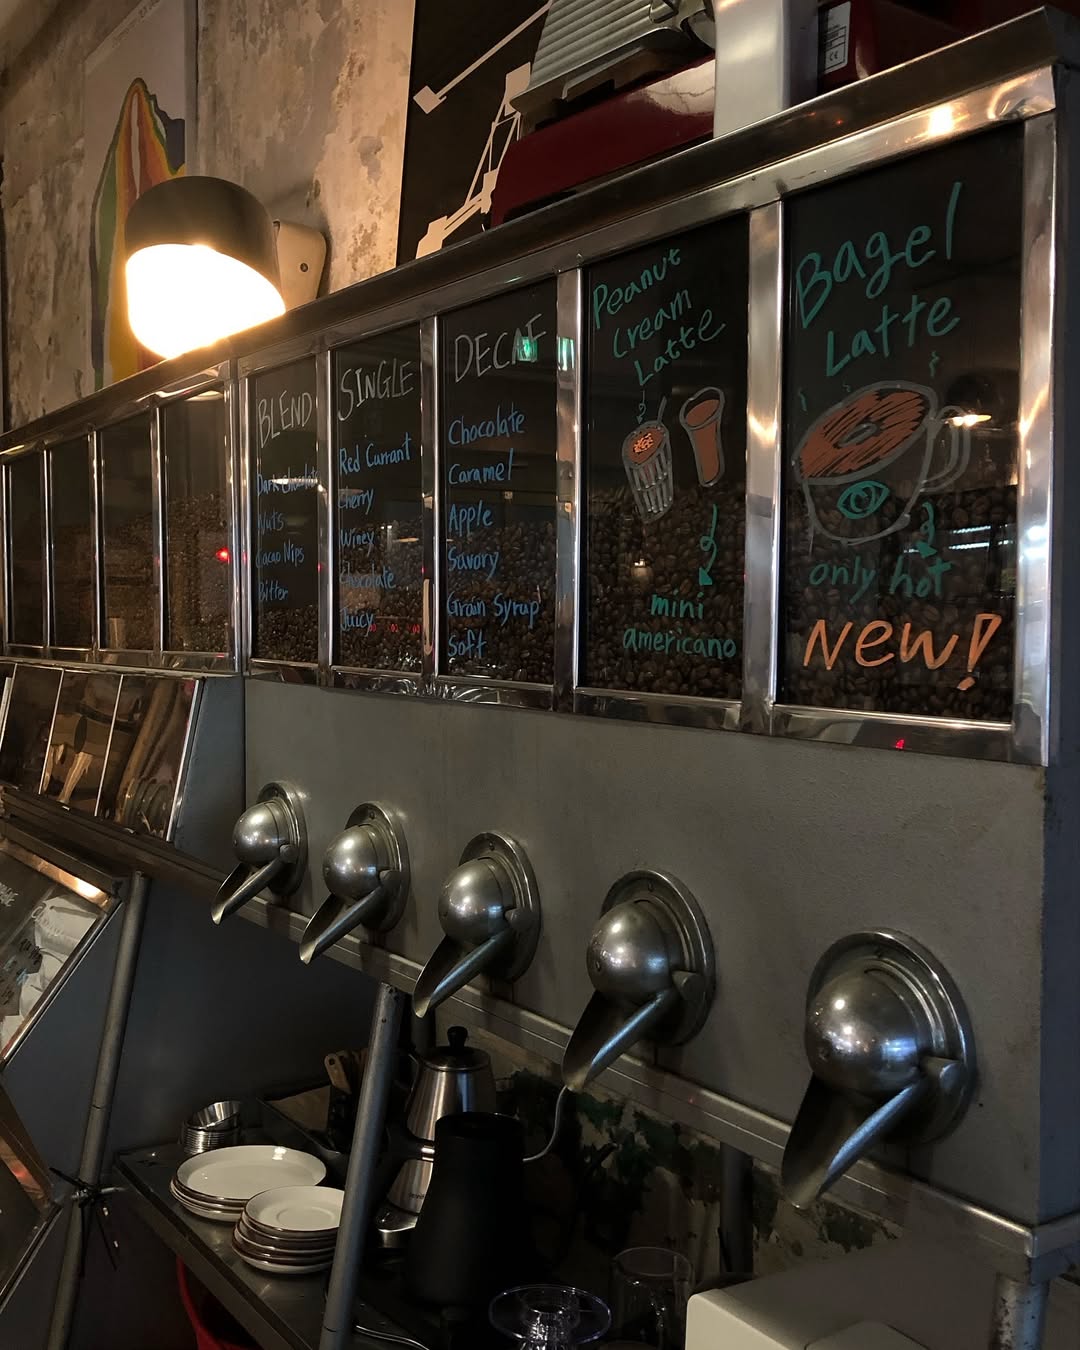 BLEND
Dark Chocolate
Nuts
Cacao Nips
Bitter
SINGLE
Red Currant
Cherry
Winey
Chocolate
Juicy
DECAF
Chocolate
Caramel
Apple
Savory
Grain Syrup
Soft
Peanut
Cream
Latte
mini
americano
Bagel
Latte
only hot
New!